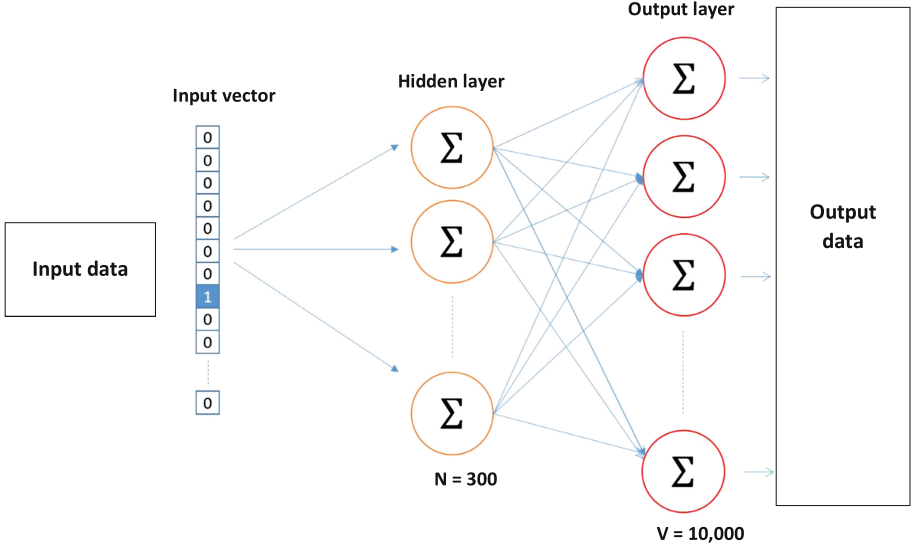 Input data
Input vector
0
0
0
0
0
0
0
1
0
0
0
Hidden layer
Σ
Σ
Σ
N = 300
Output layer
Σ
Σ
Σ
Σ
V = 10,000
Output
data